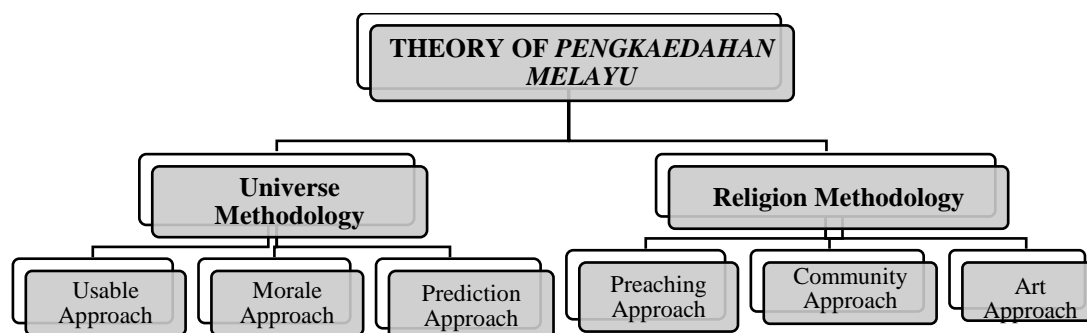 THEORY OF PENGKAEDAHAN
MELAYU
Universe
Methodology
Religion Methodology
Usable
Approach
Morale
Approach
Prediction
Approach
Preaching
Approach
Community
Approach
Art
Approach